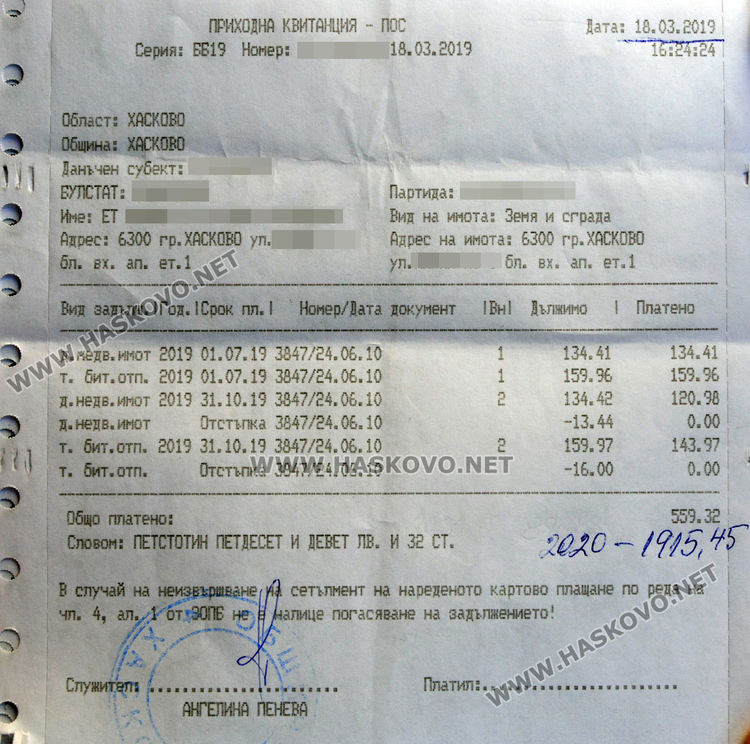 ПРИХОДНА КВИТАНЦИЯ - ПОС Дата: 18.03.2019
Серия: ББ19 Номер: 18.03.2019 16:24:24
Област: ХАСКОВО
Община: ХАСКОВО
Данъчен субект:
БУЛСТАТ: Партида:
Име: ЕТ Вид на имота: Земя и сграда
Адрес: 6300 гр.ХАСКОВО ул. Адрес на имота: 6300 гр.ХАСКОВО
бл. вх. ап. ет.1 ул. бл. вх. ап. ет.1
Вид задълж|Год.|Срок пл.| Номер/Дата документ |Вн| Дължимо | Платено
д.недв.имот 2019 01.07.19 3847/24.06.10 1 134.41 134.41
т. бит.отп. 2019 01.07.19 3847/24.06.10 1 159.96 159.96
д.недв.имот 2019 31.10.19 3847/24.06.10 2 134.42 120.98
д.недв.имот Отстъпка 3847/24.06.10 -13.44 0.00
т. бит.отп. 2019 31.10.19 3847/24.06.10 2 159.97 143.97
т. бит.отп. Отстъпка 3847/24.06.10 -16.00 0.00
Общо платено: 559.32
Словом: ПЕТСТОТИН ПЕТДЕСЕТ И ДЕВЕТ ЛВ. И 32 СТ.
2020 - 1915,45
В случай на неизвършване на сетълмент на нареденото картово плащане по реда на
чл. 4, ал. 1 от ЗОПБ не е налице погасяване на задължението!
Служител: Платил:
АНГЕЛИНА ПЕНЕВА
WWW.HASKOVO.NET
WWW.HASKOVO.NET
WWW.HASKOVO.NET
WWW.HASKOVO.NET